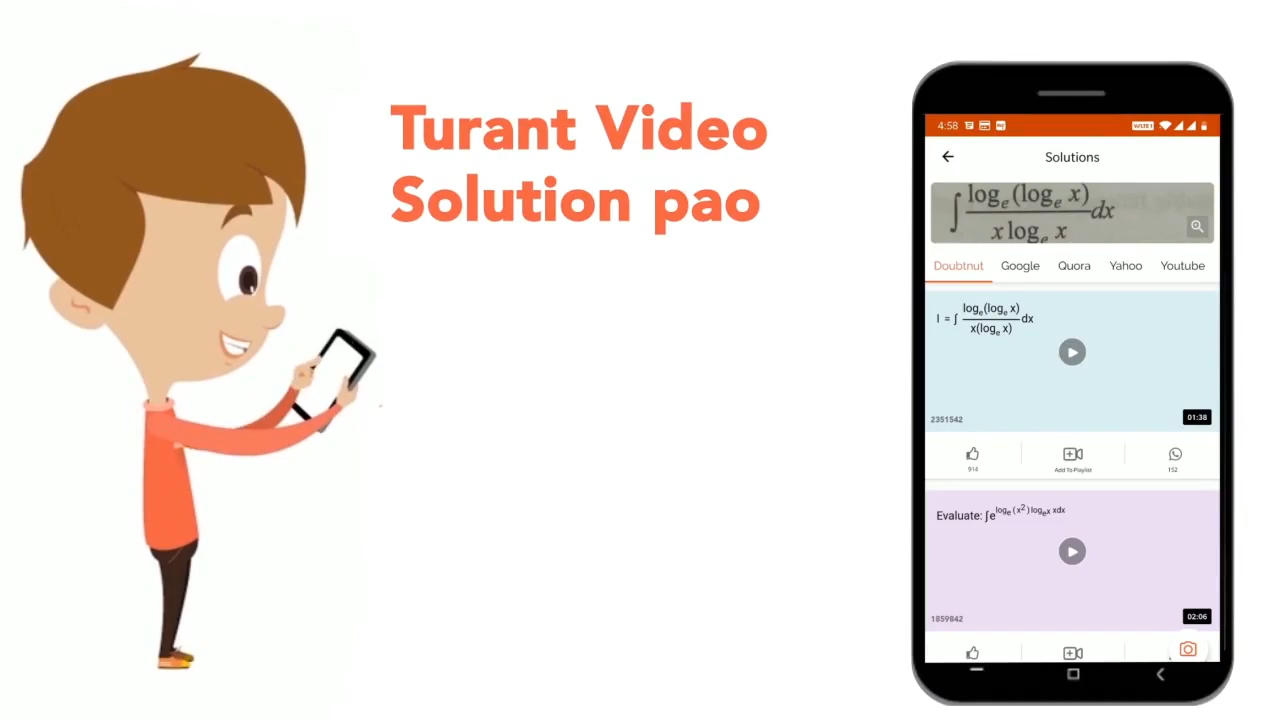 Turant Video
Solution pao
4:58
Solutions
∫ logₑ(logₑ x) / x logₑ x dx
Doubtnut Google Quora Yahoo Youtube
I = ∫ logₑ(logₑ x) / x(logₑ x) dx
2351542 01:38
914 Add To Playlist 152
Evaluate: ∫e^logₑ(x²)logₑx xdx
1859842 02:06